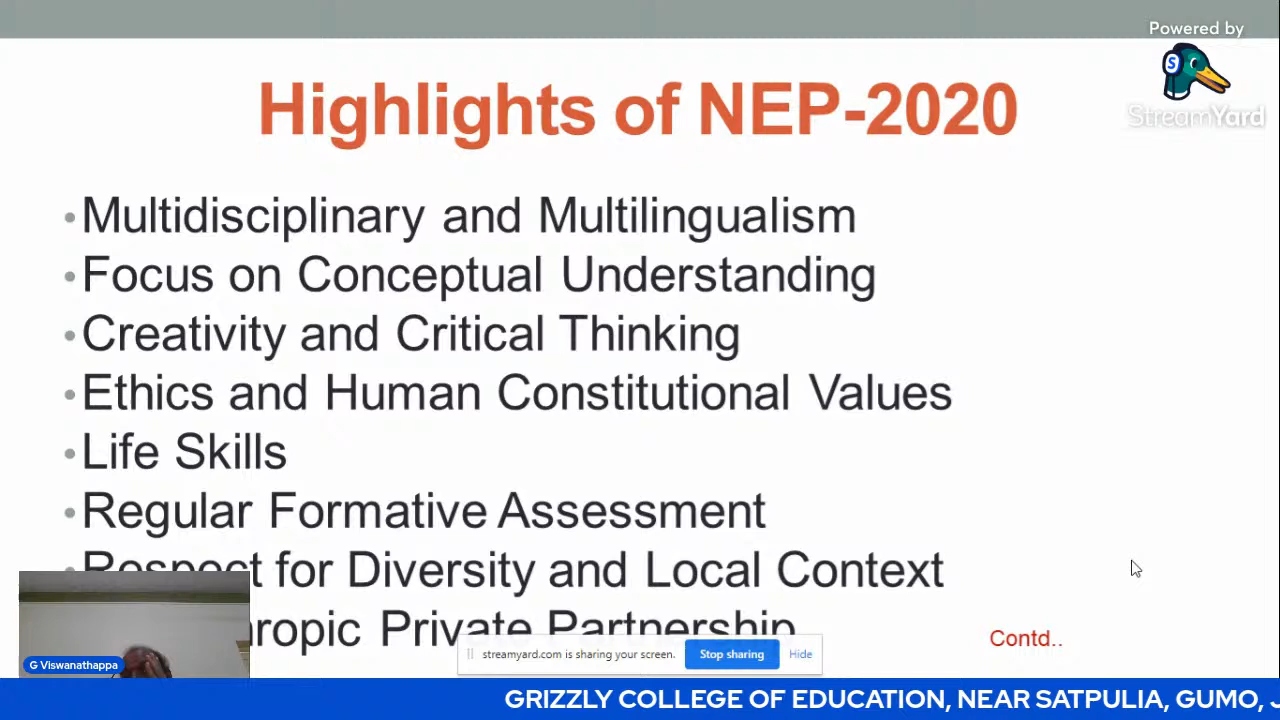 Powered by
StreamYard
Highlights of NEP-2020
•Multidisciplinary and Multilingualism
•Focus on Conceptual Understanding
•Creativity and Critical Thinking
•Ethics and Human Constitutional Values
•Life Skills
•Regular Formative Assessment
•Respect for Diversity and Local Context
Private Partnership
Contd..
streamyard.com is sharing your screen.
Stop sharing
Hide
G Viswanathappa
GRIZZLY COLLEGE OF EDUCATION, NEAR SATPULIA, GUMO,